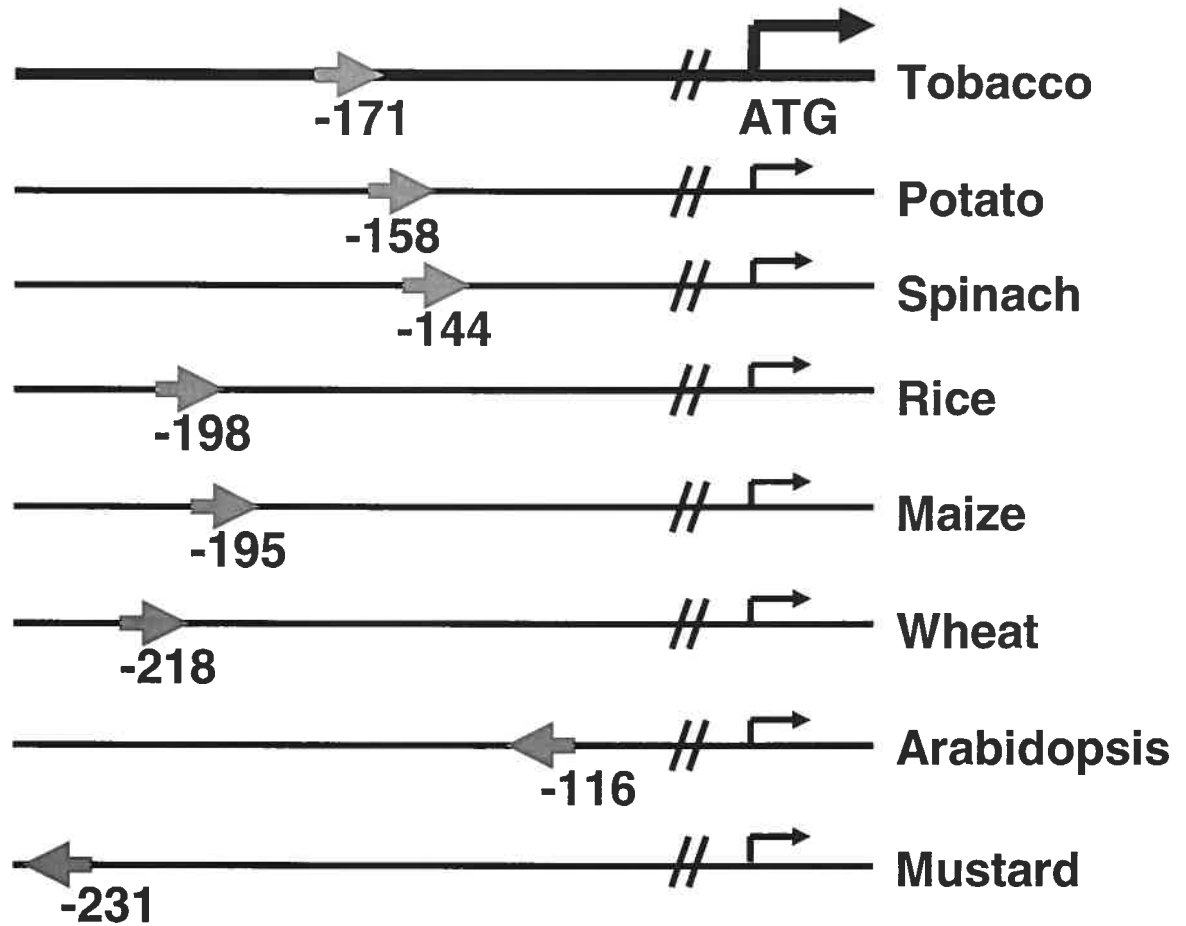 Tobacco
-171
ATG
Potato
-158
Spinach
-144
Rice
-198
Maize
-195
Wheat
-218
Arabidopsis
-116
Mustard
-231